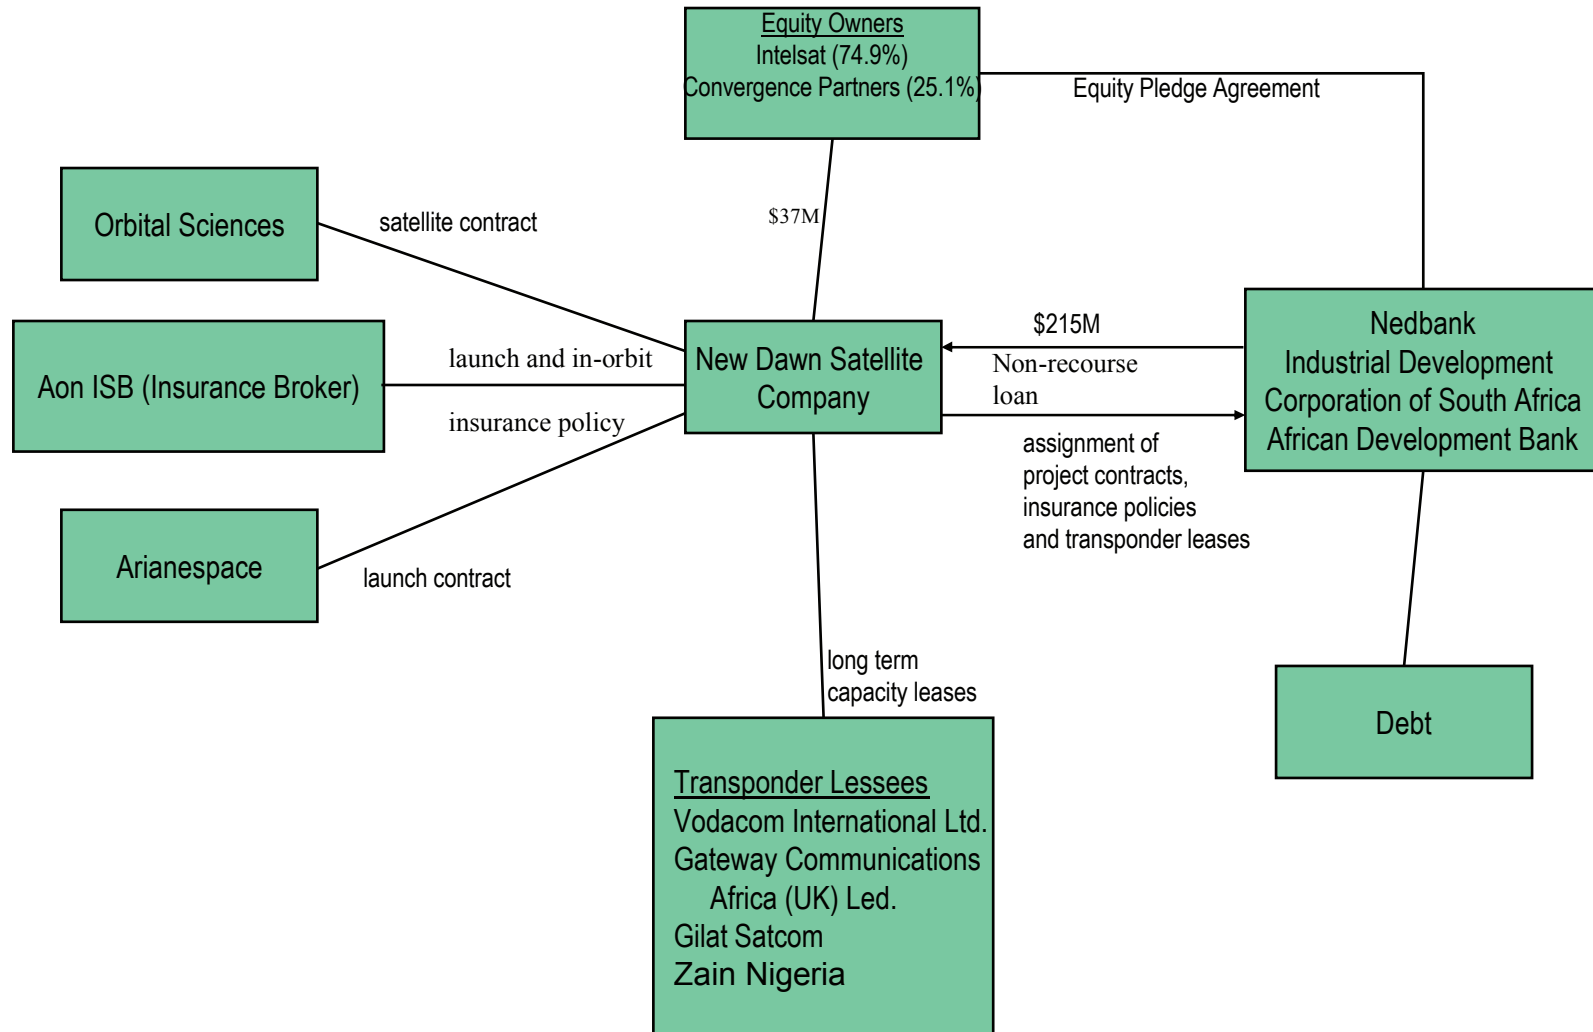 Equity Owners
Intelsat (74.9%)
Convergence Partners (25.1%)
Equity Pledge Agreement
Orbital Sciences
satellite contract
$37M
Aon ISB (Insurance Broker)
launch and in-orbit
insurance policy
New Dawn Satellite
Company
$215M
Non-recourse
loan
Nedbank
Industrial Development
Corporation of South Africa
African Development Bank
assignment of
project contracts,
insurance policies
and transponder leases
Arianespace
launch contract
long term
capacity leases
Debt
Transponder Lessees
Vodacom International Ltd.
Gateway Communications
Africa (UK) Led.
Gilat Satcom
Zain Nigeria